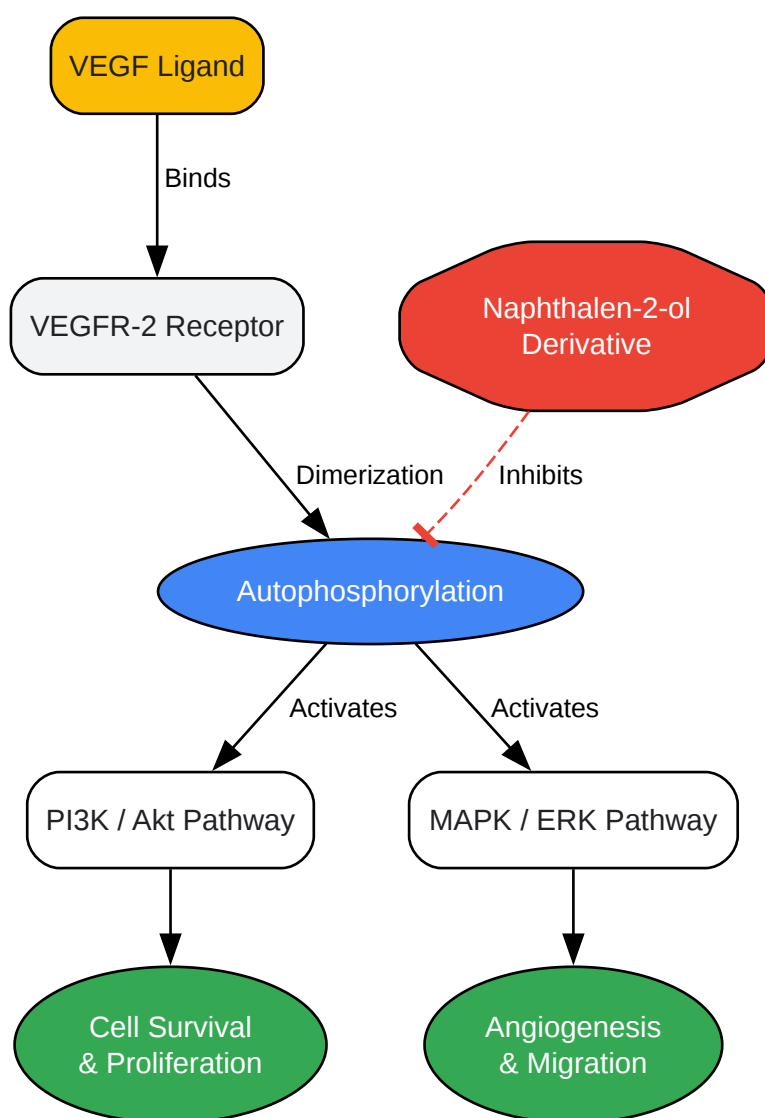 VEGF Ligand
Binds
VEGFR-2 Receptor
Naphthalen-2-ol
Derivative
Dimerization
Inhibits
Autophosphorylation
Activates
Activates
PI3K / Akt Pathway
MAPK / ERK Pathway
Cell Survival
& Proliferation
Angiogenesis
& Migration